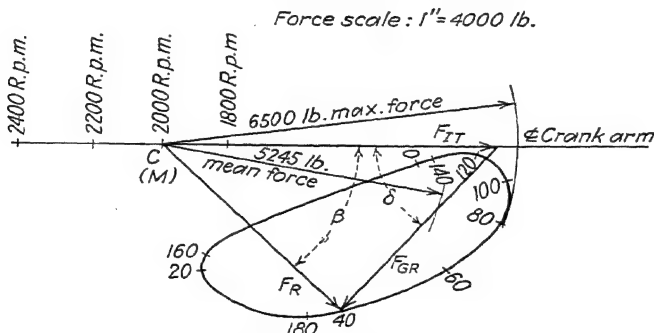 Force scale: 1"=4000 lb.
2400 R.p.m.
2200 R.p.m.
2000 R.p.m.
1800 R.p.m.
6500 lb. max. force
F_IT
℄ Crank arm
C
(M)
5245 lb.
mean force
0
140
120
100
80
β
δ
160
20
F_R
F_GR
60
180
40